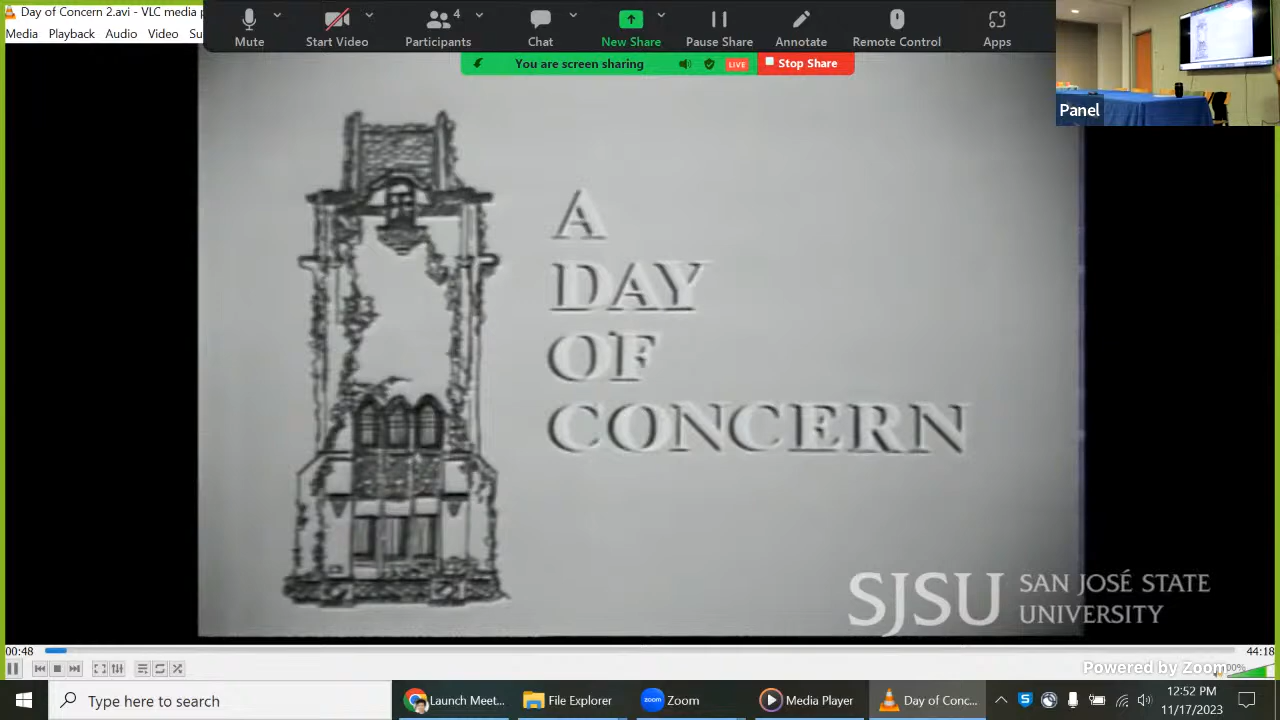 Day of Concern 2.avi - VLC media p
Media Playback Audio Video Su
Mute
Start Video
4
Participants
Chat
New Share
Pause Share
Annotate
Remote Control
Apps
You are screen sharing
LIVE
Stop Share
Panel
A
DAY
OF
CONCERN
SJSU
SAN JOSÉ STATE
UNIVERSITY
00:48
44:18
Powered by Zoom
00%
Type here to search
Launch Meet...
File Explorer
zoom
Zoom
Media Player
Day of Conc...
12:52 PM
11/17/2023